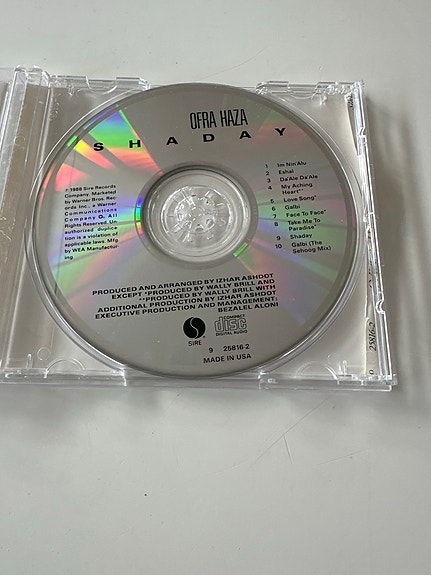 OFRA HAZA
SHADAY
℗ 1988 Sire Records
Company. Marketed
by Warner Bros. Rec-
ords Inc., a Warner
Communications
Company Ⓞ. All
Rights Reserved. Un-
authorized duplica-
tion is a violation of
applicable laws. Mfg.
by WEA Manufactur-
ing
1 Im Nin'Alu
2 Eshal
3 Da'Ale Da'Ale
4 My Aching
Heart**
5 Love Song*
6 Galbi
7 Face To Face*
8 Take Me To
Paradise*
9 Shaday
10 Galbi (The
Sehoog Mix)
PRODUCED AND ARRANGED BY IZHAR ASHDOT
EXCEPT *PRODUCED BY WALLY BRILL AND
**PRODUCED BY WALLY BRILL WITH
ADDITIONAL PRODUCTION BY IZHAR ASHDOT
EXECUTIVE PRODUCTION AND MANAGEMENT:
BEZALEL ALONI
S
SIRE
COMPACT
disc
DIGITAL AUDIO
9 25816-2
MADE IN USA
9 25816-2